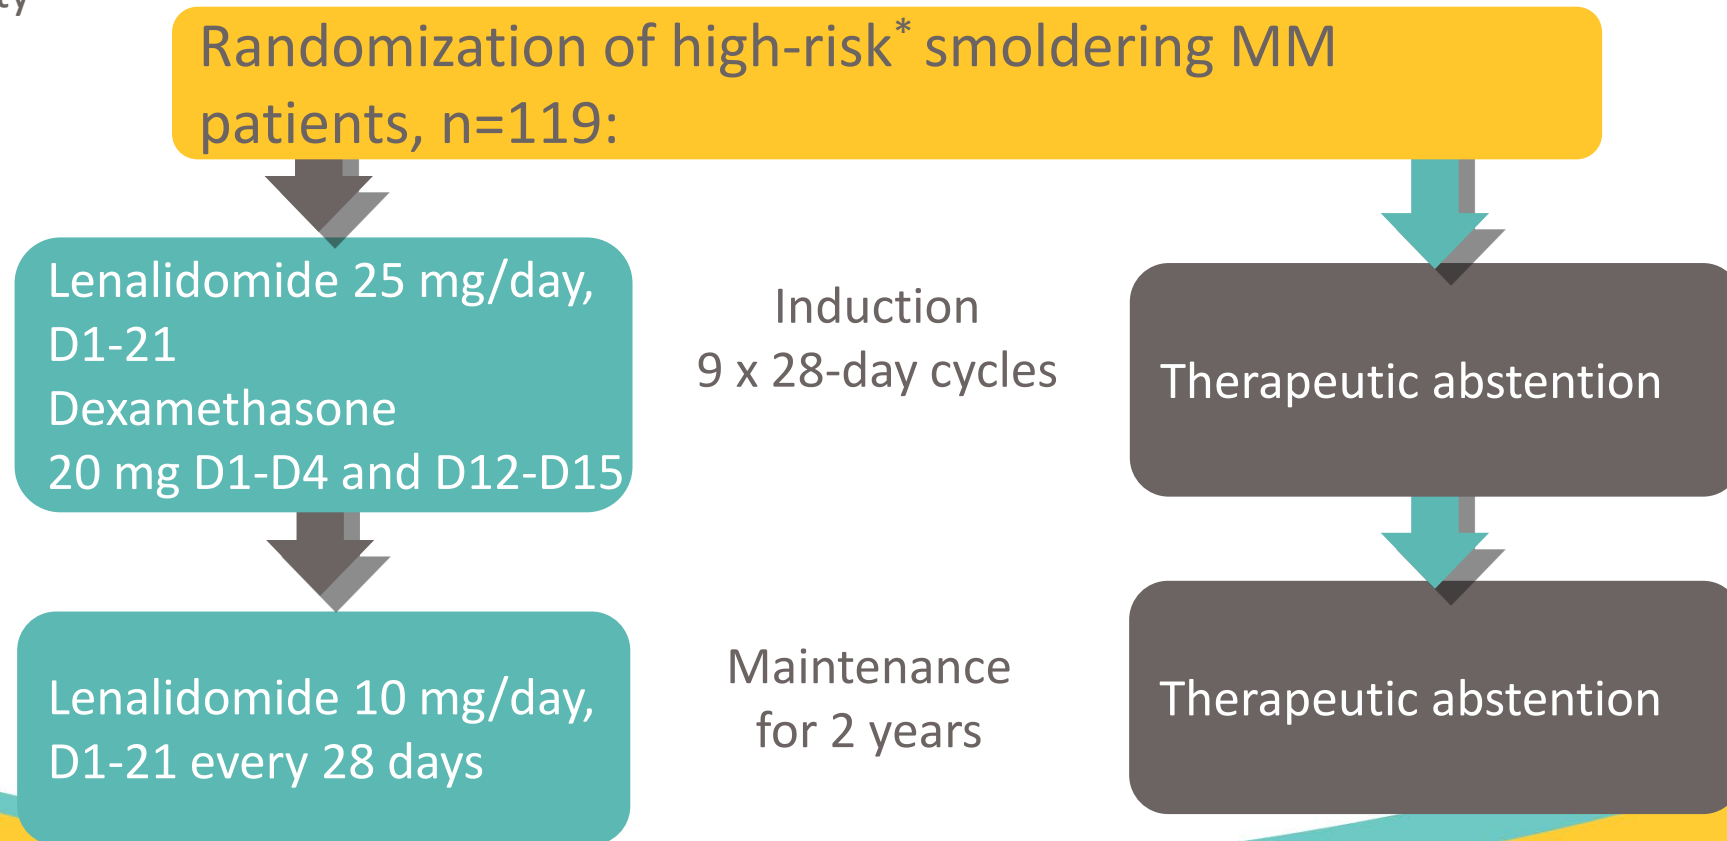 Randomization of high-risk* smoldering MM
patients, n=119:
Lenalidomide 25 mg/day,
D1-21
Dexamethasone
20 mg D1-D4 and D12-D15
Induction
9 x 28-day cycles
Therapeutic abstention
Lenalidomide 10 mg/day,
D1-21 every 28 days
Maintenance
for 2 years
Therapeutic abstention